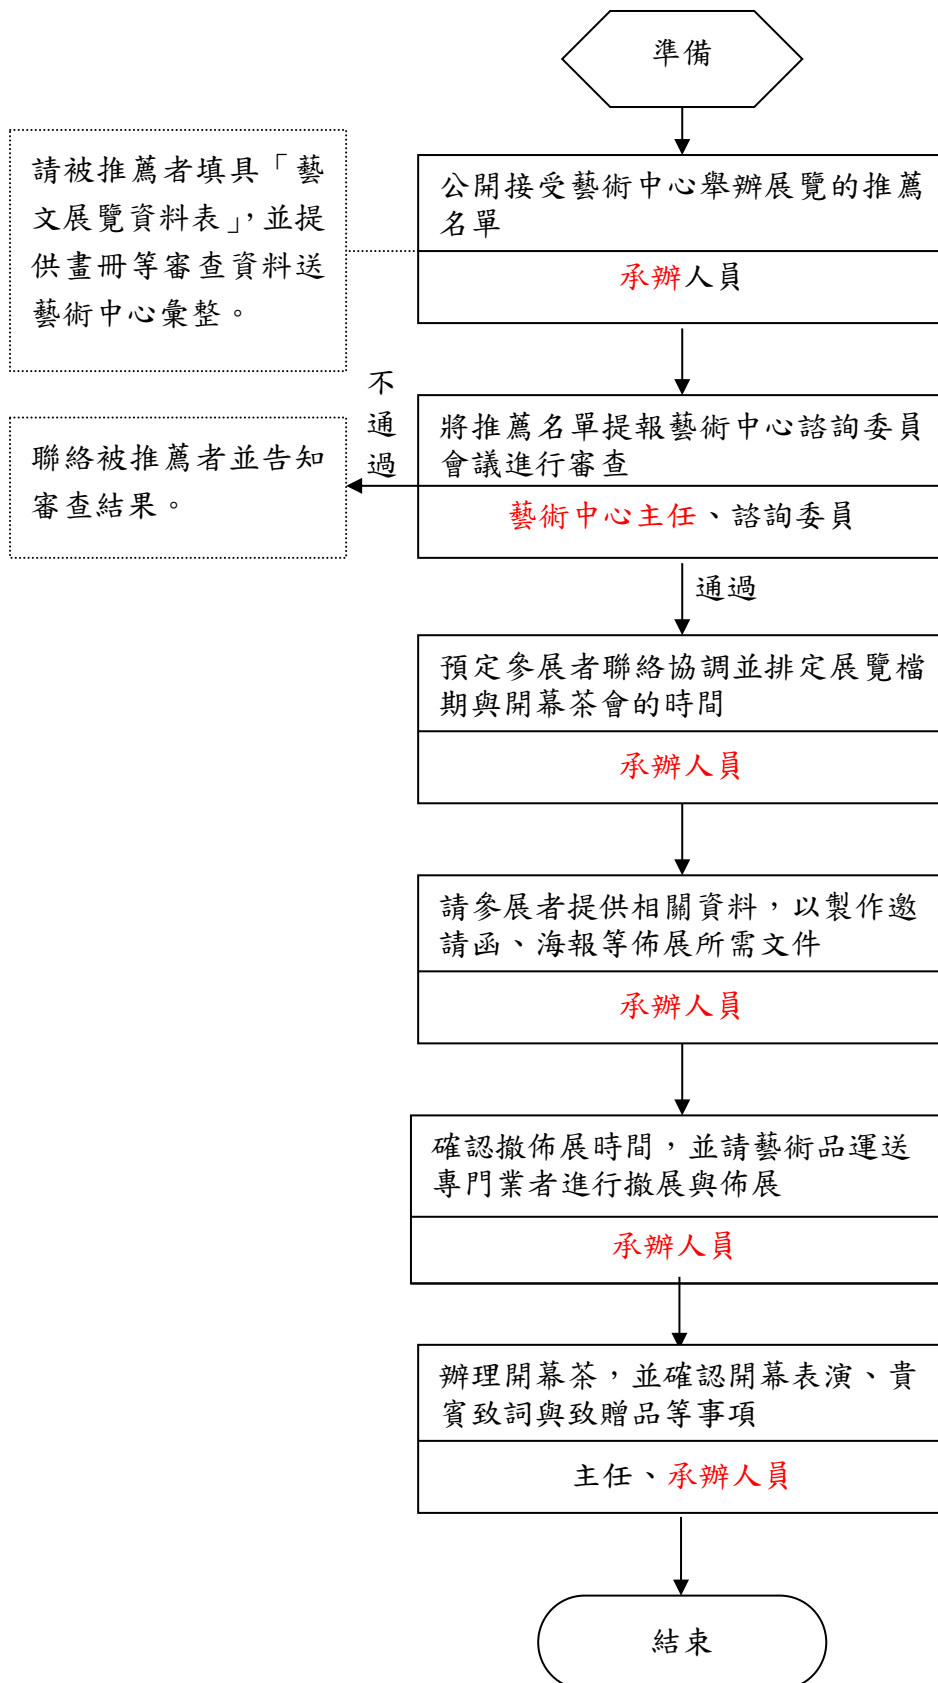 準備
請被推薦者填具「藝
文展覽資料表」，並提
供畫冊等審查資料送
藝術中心彙整。
公開接受藝術中心舉辦展覽的推薦
名單
承辦人員
不
通
過
聯絡被推薦者並告知
審查結果。
將推薦名單提報藝術中心諮詢委員
會議進行審查
藝術中心主任、諮詢委員
通過
預定參展者聯絡協調並排定展覽檔
期與開幕茶會的時間
承辦人員
請參展者提供相關資料，以製作邀
請函、海報等佈展所需文件
承辦人員
確認撤佈展時間，並請藝術品運送
專門業者進行撤展與佈展
承辦人員
辦理開幕茶，並確認開幕表演、貴
賓致詞與致贈品等事項
主任、承辦人員
結束